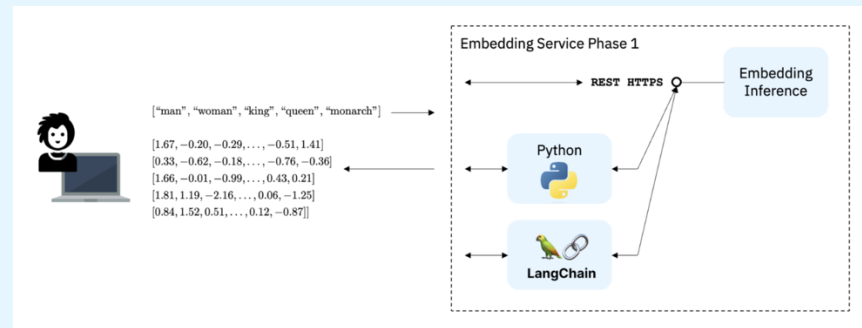 Embedding Service Phase 1
REST HTTPS
Embedding
Inference
["man", "woman", "king", "queen", "monarch"]
[1.67, −0.20, −0.29, . . . , −0.51, 1.41]
[0.33, −0.62, −0.18, . . . , −0.76, −0.36]
[1.66, −0.01, −0.99, . . . , 0.43, 0.21]
[1.81, 1.19, −2.16, . . . , 0.06, −1.25]
[0.84, 1.52, 0.51, . . . , 0.12, −0.87]]
Python
LangChain